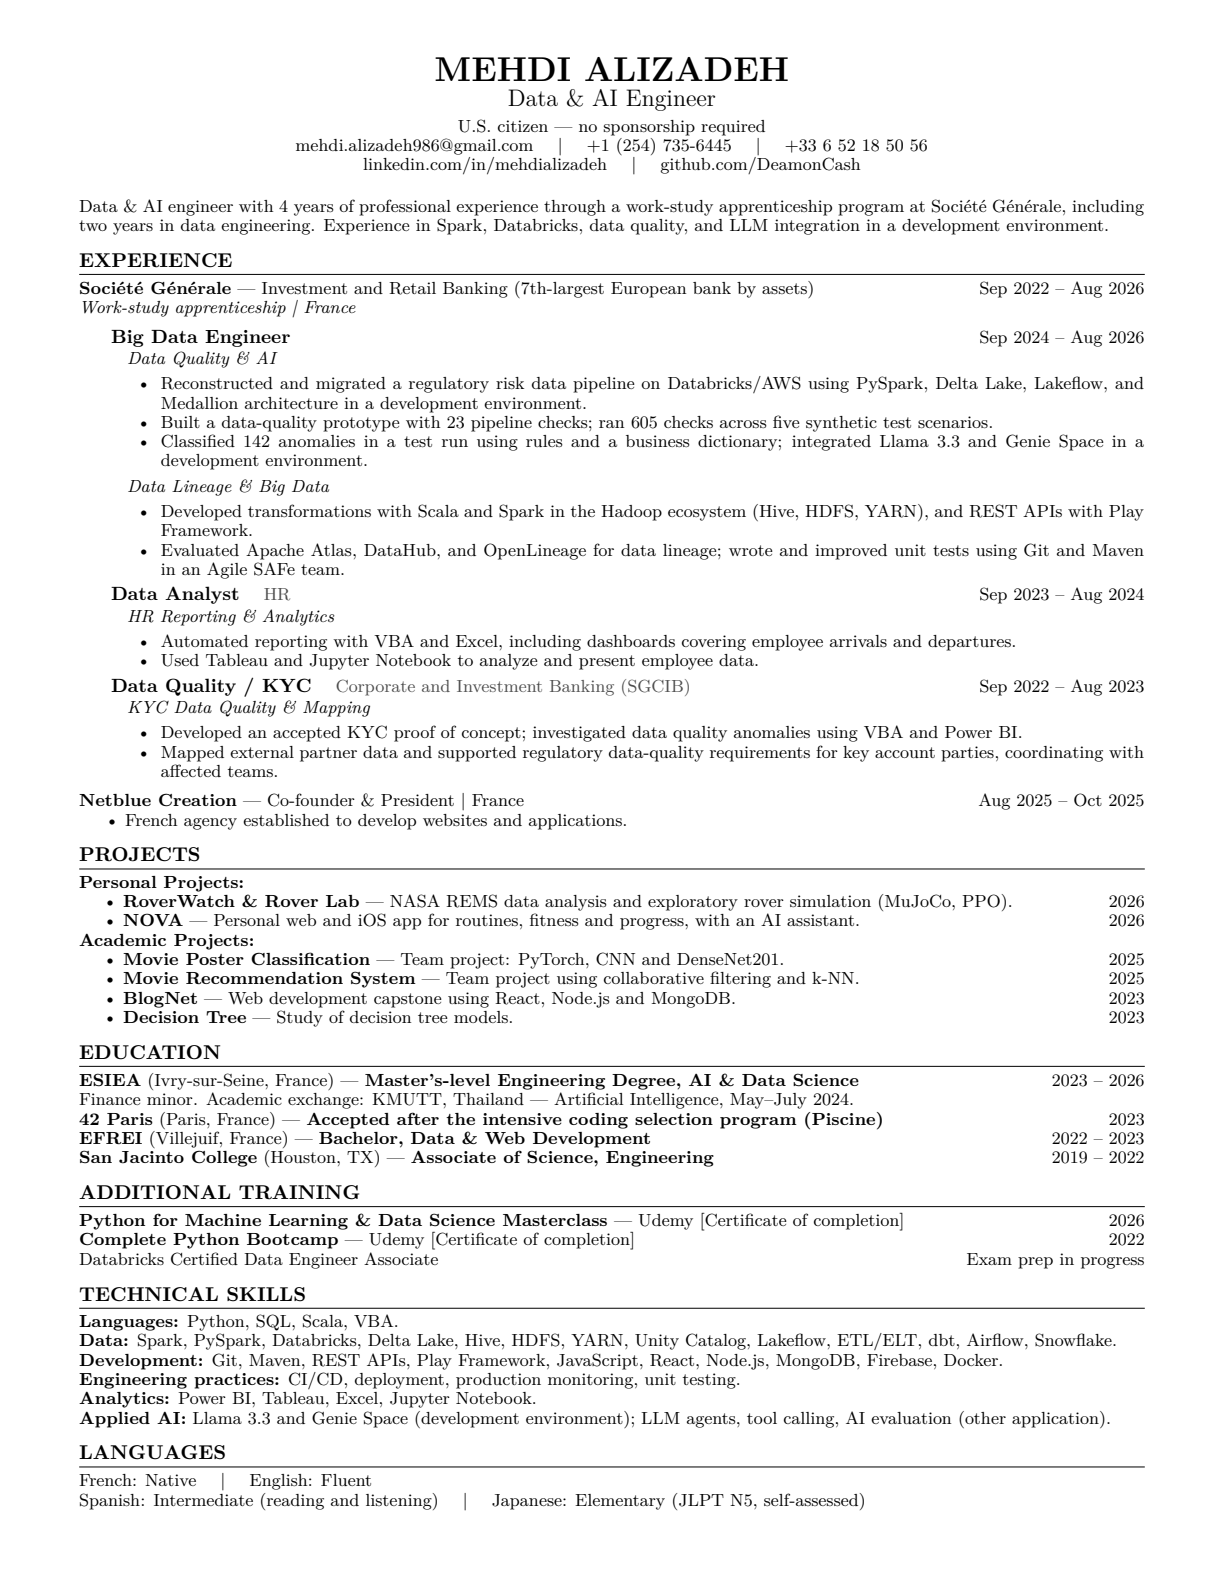 MEHDI ALIZADEH
Data & AI Engineer
U.S. citizen — no sponsorship required
mehdi.alizadeh986@gmail.com | +1 (254) 735-6445 | +33 6 52 18 50 56
linkedin.com/in/mehdializadeh | github.com/DeamonCash
Data & AI engineer with 4 years of professional experience through a work-study apprenticeship program at Société Générale, including
two years in data engineering. Experience in Spark, Databricks, data quality, and LLM integration in a development environment.
EXPERIENCE
Société Générale — Investment and Retail Banking (7th-largest European bank by assets) Sep 2022 – Aug 2026
Work-study apprenticeship | France
Big Data Engineer Sep 2024 – Aug 2026
Data Quality & AI
• Reconstructed and migrated a regulatory risk data pipeline on Databricks/AWS using PySpark, Delta Lake, Lakeflow, and
Medallion architecture in a development environment.
• Built a data-quality prototype with 23 pipeline checks; ran 605 checks across five synthetic test scenarios.
• Classified 142 anomalies in a test run using rules and a business dictionary; integrated Llama 3.3 and Genie Space in a
development environment.
Data Lineage & Big Data
• Developed transformations with Scala and Spark in the Hadoop ecosystem (Hive, HDFS, YARN), and REST APIs with Play
Framework.
• Evaluated Apache Atlas, DataHub, and OpenLineage for data lineage; wrote and improved unit tests using Git and Maven
in an Agile SAFe team.
Data Analyst HR Sep 2023 – Aug 2024
HR Reporting & Analytics
• Automated reporting with VBA and Excel, including dashboards covering employee arrivals and departures.
• Used Tableau and Jupyter Notebook to analyze and present employee data.
Data Quality / KYC Corporate and Investment Banking (SGCIB) Sep 2022 – Aug 2023
KYC Data Quality & Mapping
• Developed an accepted KYC proof of concept; investigated data quality anomalies using VBA and Power BI.
• Mapped external partner data and supported regulatory data-quality requirements for key account parties, coordinating with
affected teams.
Netblue Creation — Co-founder & President | France Aug 2025 – Oct 2025
• French agency established to develop websites and applications.
PROJECTS
Personal Projects:
• RoverWatch & Rover Lab — NASA REMS data analysis and exploratory rover simulation (MuJoCo, PPO). 2026
• NOVA — Personal web and iOS app for routines, fitness and progress, with an AI assistant. 2026
Academic Projects:
• Movie Poster Classification — Team project: PyTorch, CNN and DenseNet201. 2025
• Movie Recommendation System — Team project using collaborative filtering and k-NN. 2025
• BlogNet — Web development capstone using React, Node.js and MongoDB. 2023
• Decision Tree — Study of decision tree models. 2023
EDUCATION
ESIEA (Ivry-sur-Seine, France) — Master's-level Engineering Degree, AI & Data Science 2023 – 2026
Finance minor. Academic exchange: KMUTT, Thailand — Artificial Intelligence, May–July 2024.
42 Paris (Paris, France) — Accepted after the intensive coding selection program (Piscine) 2023
EFREI (Villejuif, France) — Bachelor, Data & Web Development 2022 – 2023
San Jacinto College (Houston, TX) — Associate of Science, Engineering 2019 – 2022
ADDITIONAL TRAINING
Python for Machine Learning & Data Science Masterclass — Udemy [Certificate of completion] 2026
Complete Python Bootcamp — Udemy [Certificate of completion] 2022
Databricks Certified Data Engineer Associate Exam prep in progress
TECHNICAL SKILLS
Languages: Python, SQL, Scala, VBA.
Data: Spark, PySpark, Databricks, Delta Lake, Hive, HDFS, YARN, Unity Catalog, Lakeflow, ETL/ELT, dbt, Airflow, Snowflake.
Development: Git, Maven, REST APIs, Play Framework, JavaScript, React, Node.js, MongoDB, Firebase, Docker.
Engineering practices: CI/CD, deployment, production monitoring, unit testing.
Analytics: Power BI, Tableau, Excel, Jupyter Notebook.
Applied AI: Llama 3.3 and Genie Space (development environment); LLM agents, tool calling, AI evaluation (other application).
LANGUAGES
French: Native | English: Fluent
Spanish: Intermediate (reading and listening) | Japanese: Elementary (JLPT N5, self-assessed)